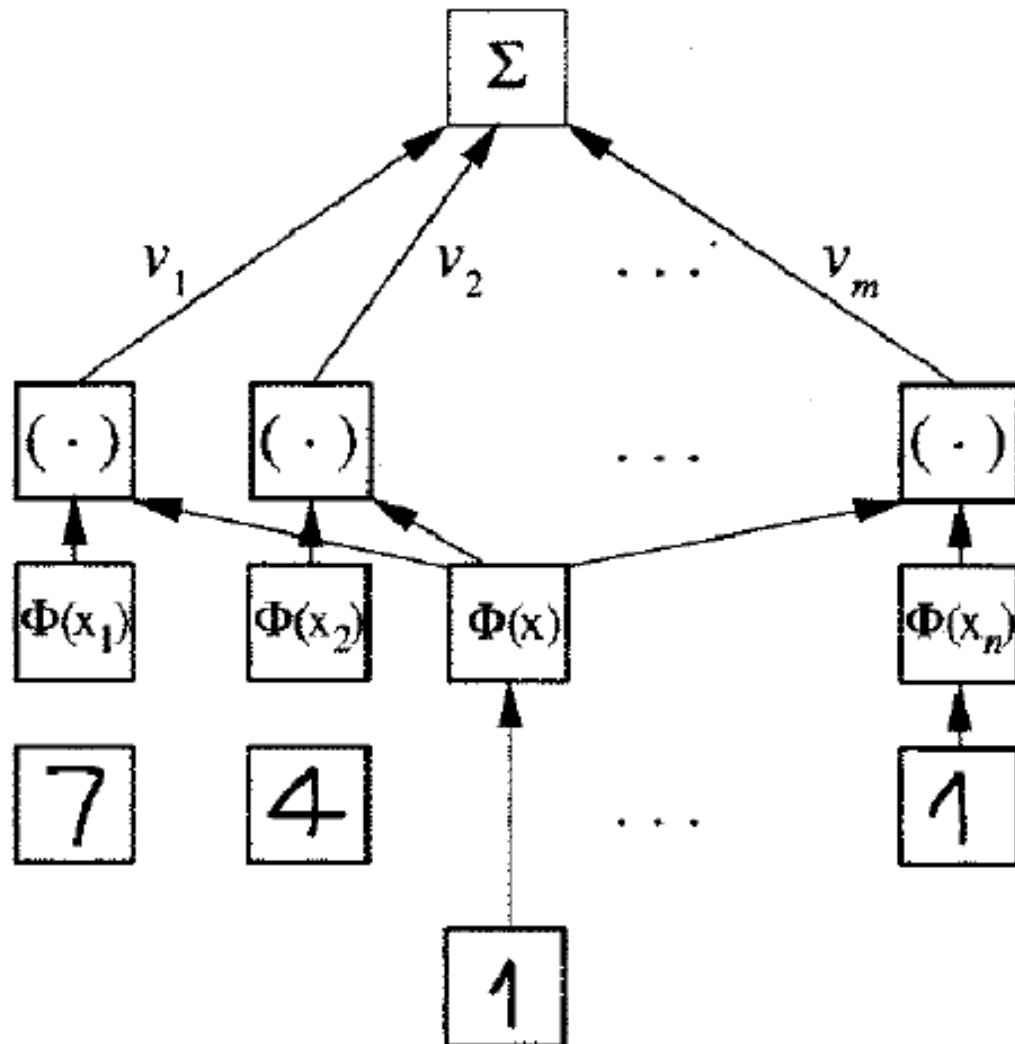 Σ
v₁ v₂ . . . vₘ
( · ) ( · ) . . . ( · )
Φ(x₁) Φ(x₂) Φ(x) Φ(xₙ)
7 4 . . . 1
1